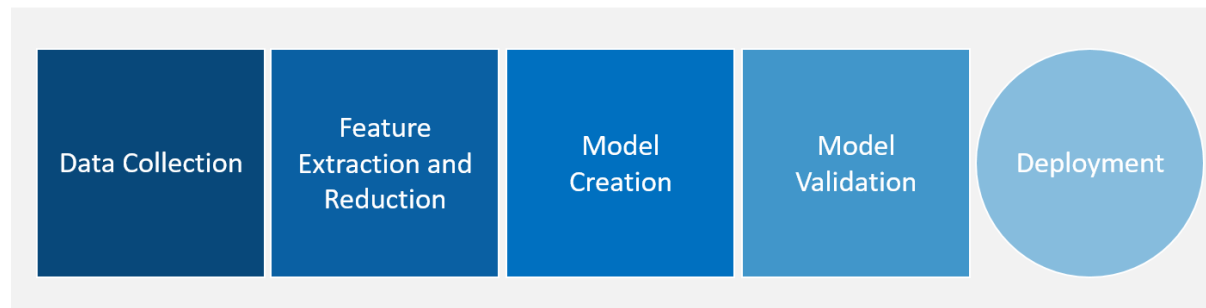 Data Collection
Feature
Extraction and
Reduction
Model
Creation
Model
Validation
Deployment